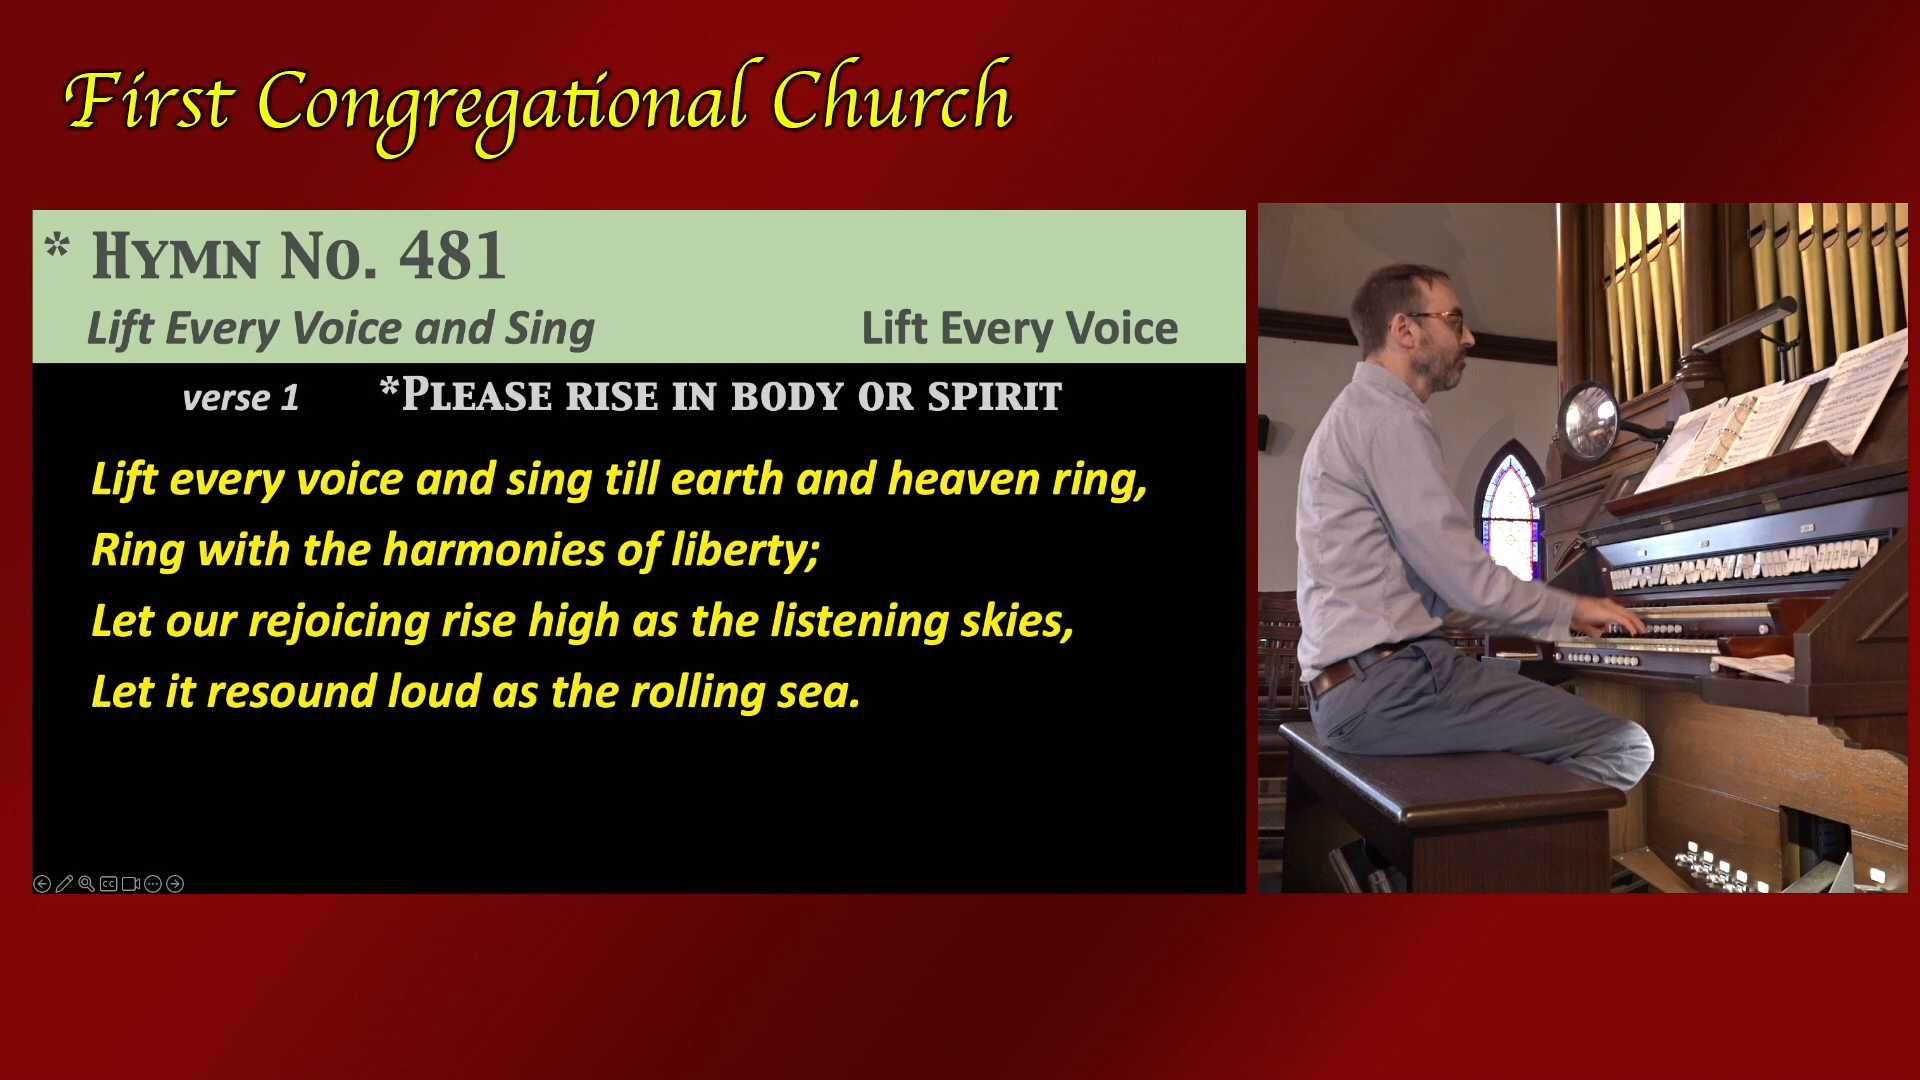 First Congregational Church
* Hymn No. 481
Lift Every Voice and Sing Lift Every Voice
verse 1 *Please rise in body or spirit
Lift every voice and sing till earth and heaven ring,
Ring with the harmonies of liberty;
Let our rejoicing rise high as the listening skies,
Let it resound loud as the rolling sea.